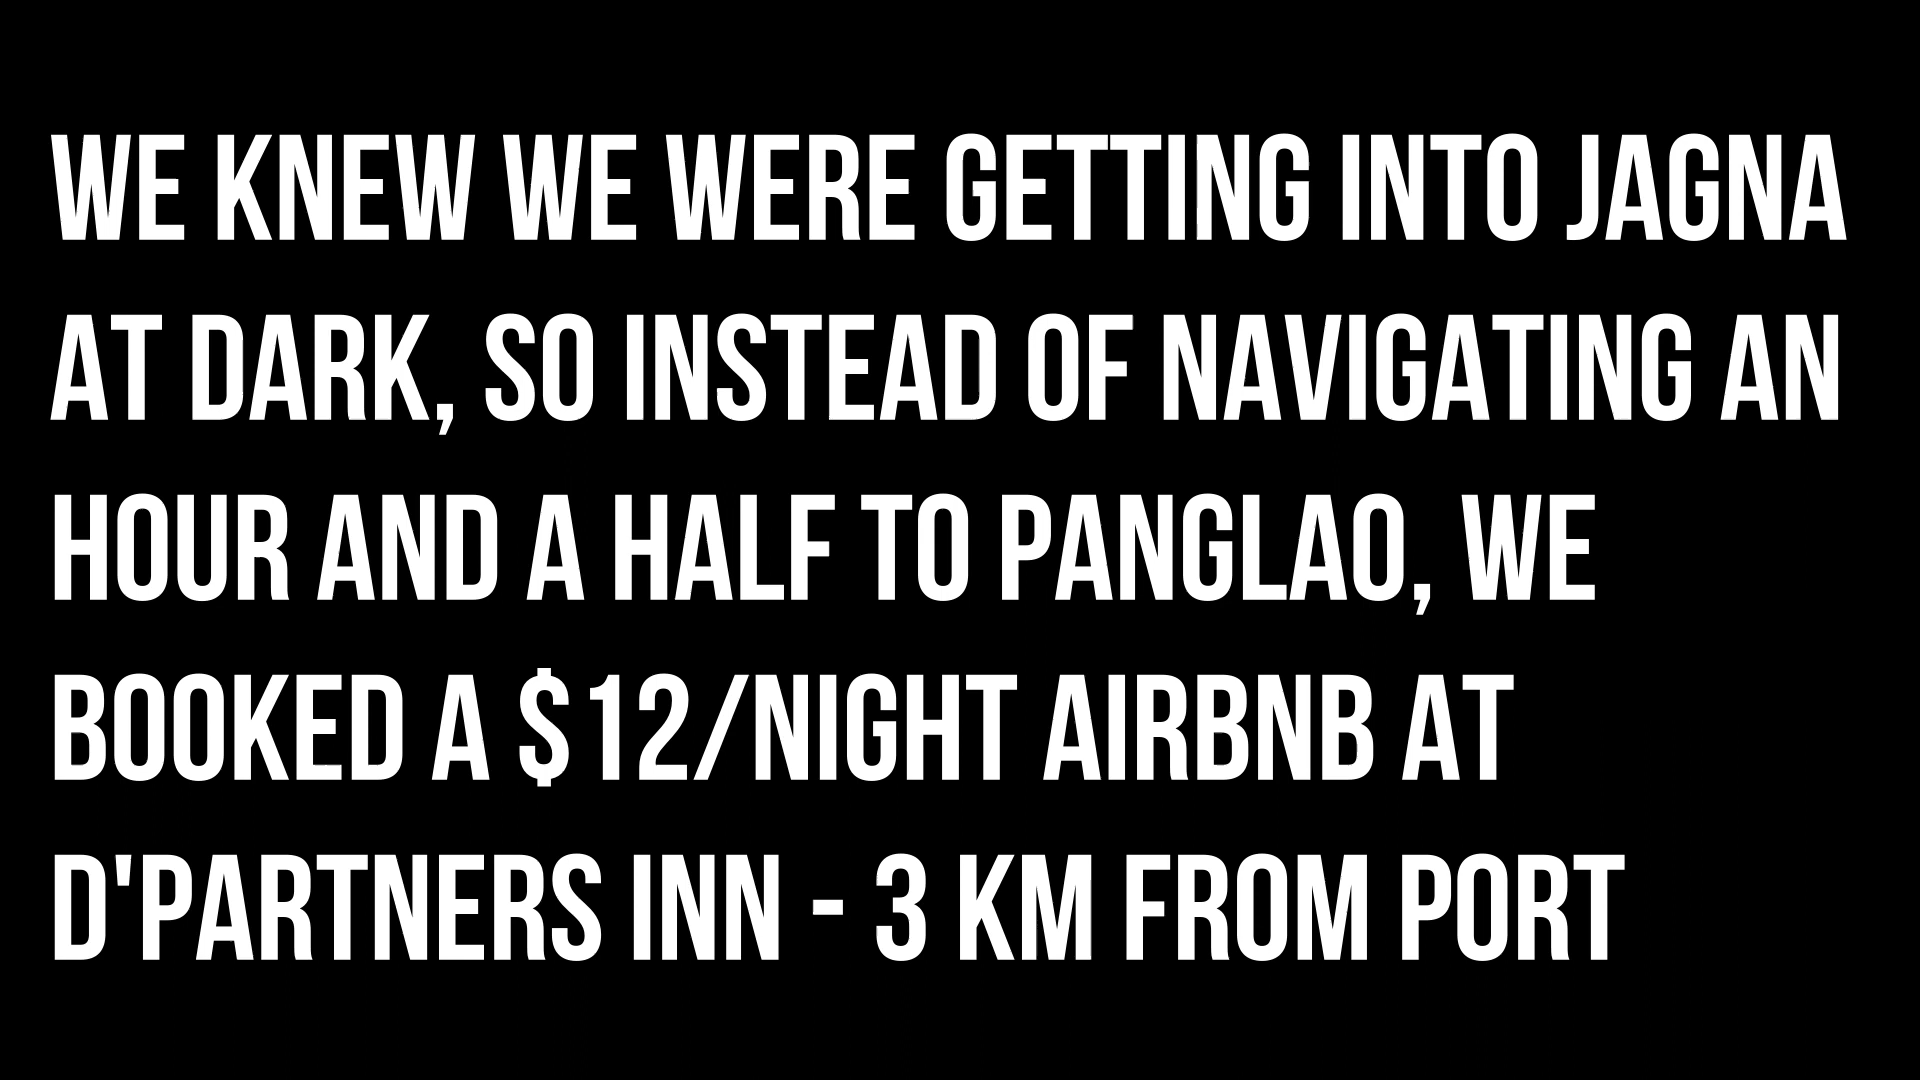 WE KNEW WE WERE GETTING INTO JAGNA
AT DARK, SO INSTEAD OF NAVIGATING AN
HOUR AND A HALF TO PANGLAO, WE
BOOKED A $12/NIGHT AIRBNB AT
D'PARTNERS INN - 3 KM FROM PORT